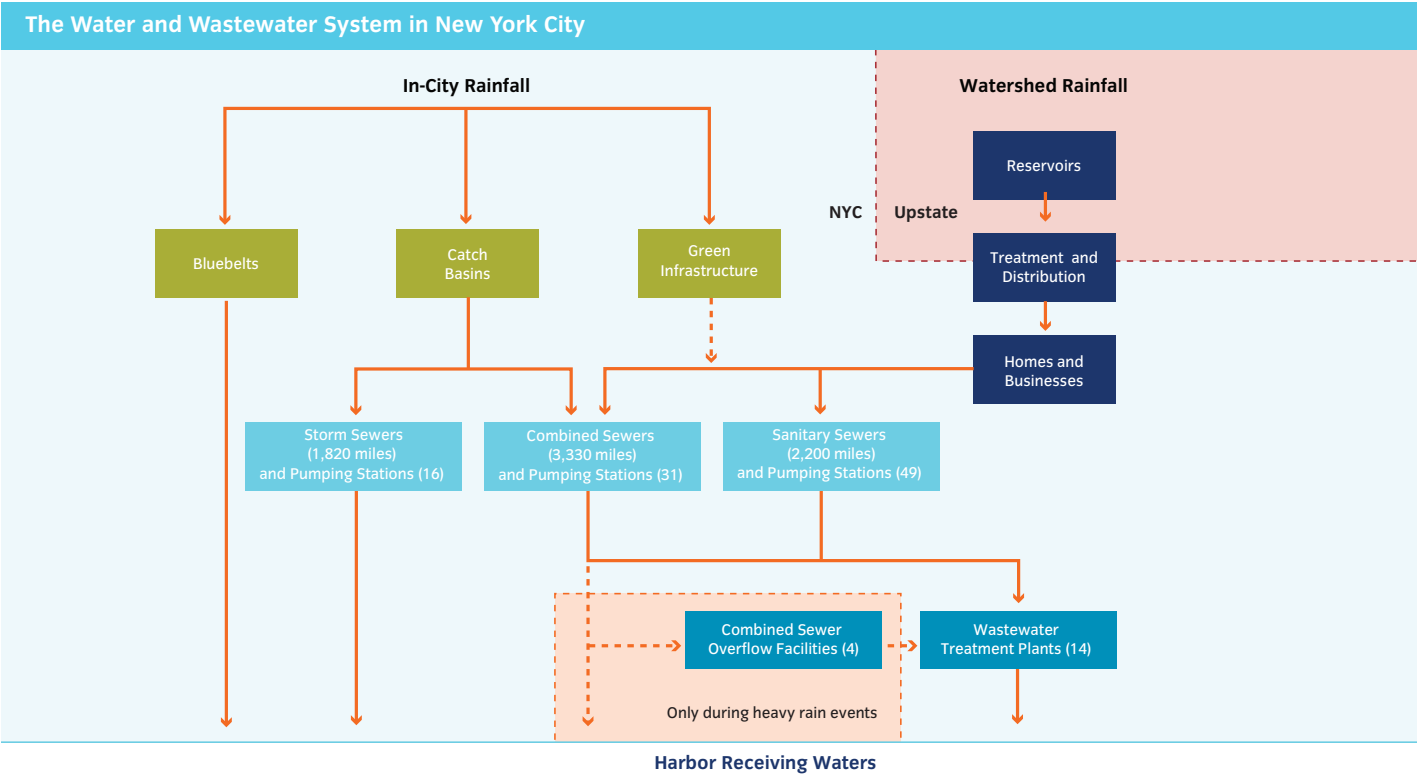 The Water and Wastewater System in New York City
In-City Rainfall
Watershed Rainfall
Reservoirs
NYC
Upstate
Bluebelts
Catch
Basins
Green
Infrastructure
Treatment and
Distribution
Homes and
Businesses
Storm Sewers
(1,820 miles)
and Pumping Stations (16)
Combined Sewers
(3,330 miles)
and Pumping Stations (31)
Sanitary Sewers
(2,200 miles)
and Pumping Stations (49)
Combined Sewer
Overflow Facilities (4)
Wastewater
Treatment Plants (14)
Only during heavy rain events
Harbor Receiving Waters